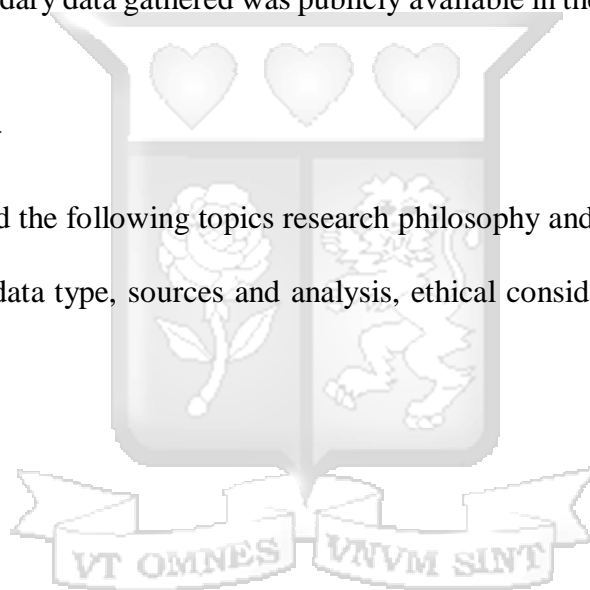 dary data gathered was publicly available in the
d the following topics research philosophy and
data type, sources and analysis, ethical consid
VT OMNES VNVM SINT